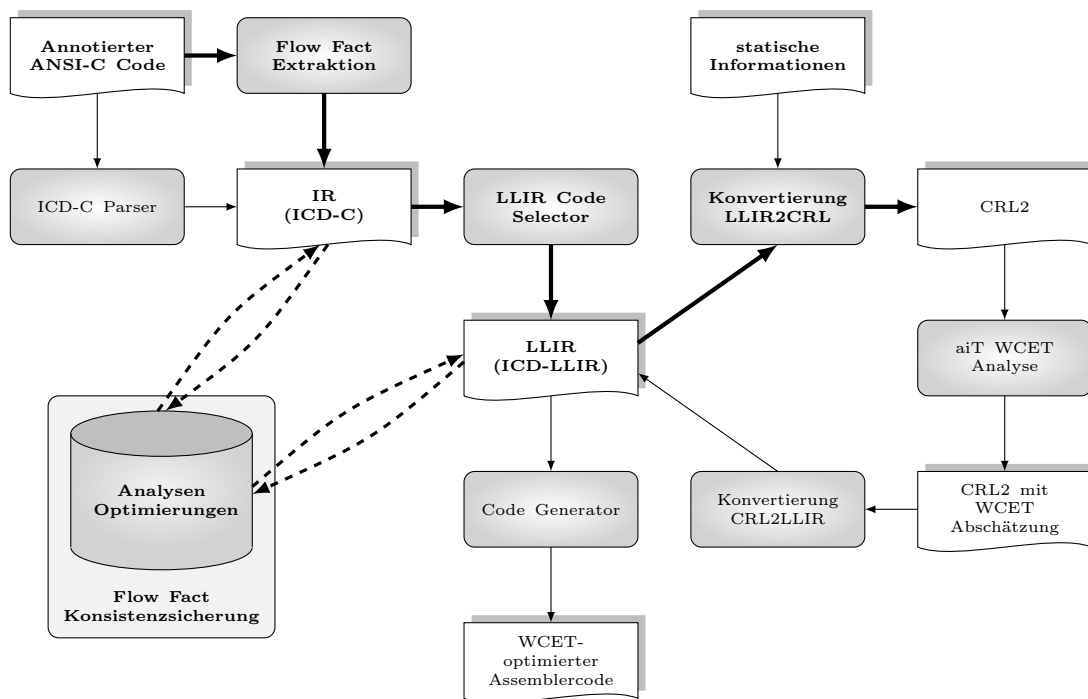 Annotierter
ANSI-C Code
Flow Fact
Extraktion
statische
Informationen
ICD-C Parser
IR
(ICD-C)
LLIR Code
Selector
Konvertierung
LLIR2CRL
CRL2
LLIR
(ICD-LLIR)
aiT WCET
Analyse
Analysen
Optimierungen
Code Generator
Konvertierung
CRL2LLIR
CRL2 mit
WCET
Abschätzung
Flow Fact
Konsistenzsicherung
WCET-
optimierter
Assemblercode